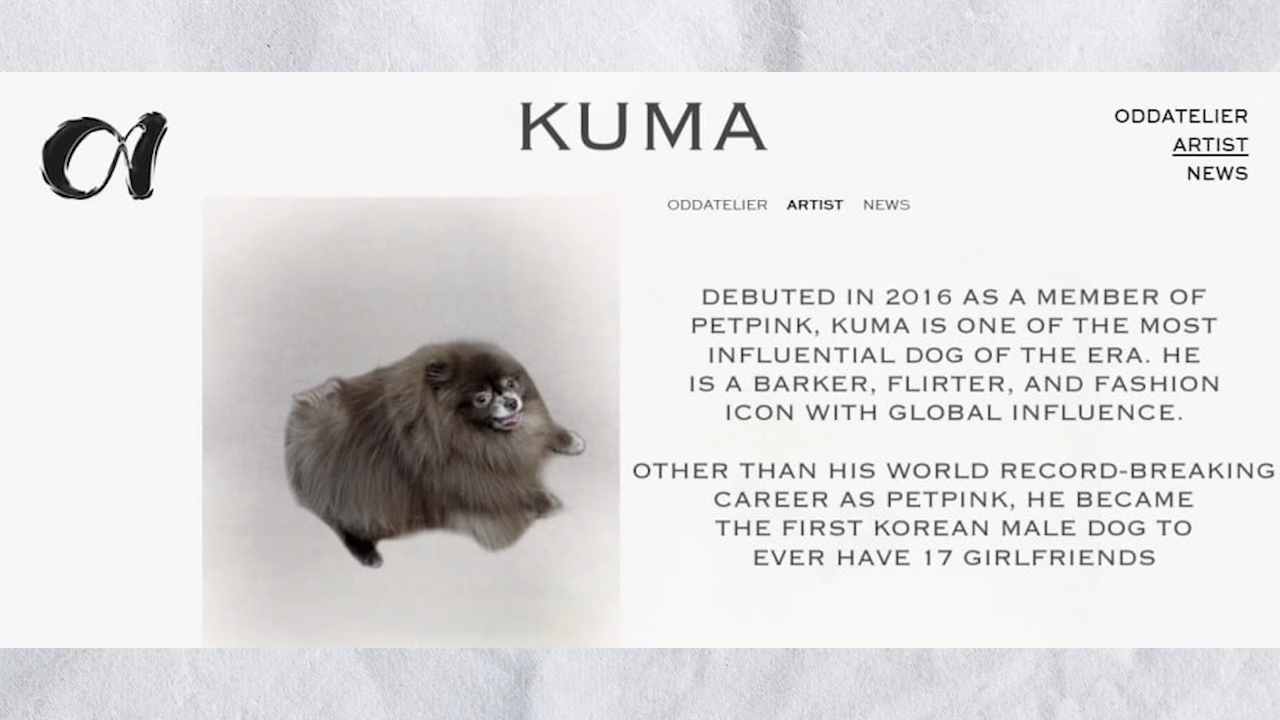 KUMA
ODDATELIER
ARTIST
NEWS
ODDATELIER ARTIST NEWS
DEBUTED IN 2016 AS A MEMBER OF
PETPINK, KUMA IS ONE OF THE MOST
INFLUENTIAL DOG OF THE ERA. HE
IS A BARKER, FLIRTER, AND FASHION
ICON WITH GLOBAL INFLUENCE.
OTHER THAN HIS WORLD RECORD-BREAKING
CAREER AS PETPINK, HE BECAME
THE FIRST KOREAN MALE DOG TO
EVER HAVE 17 GIRLFRIENDS